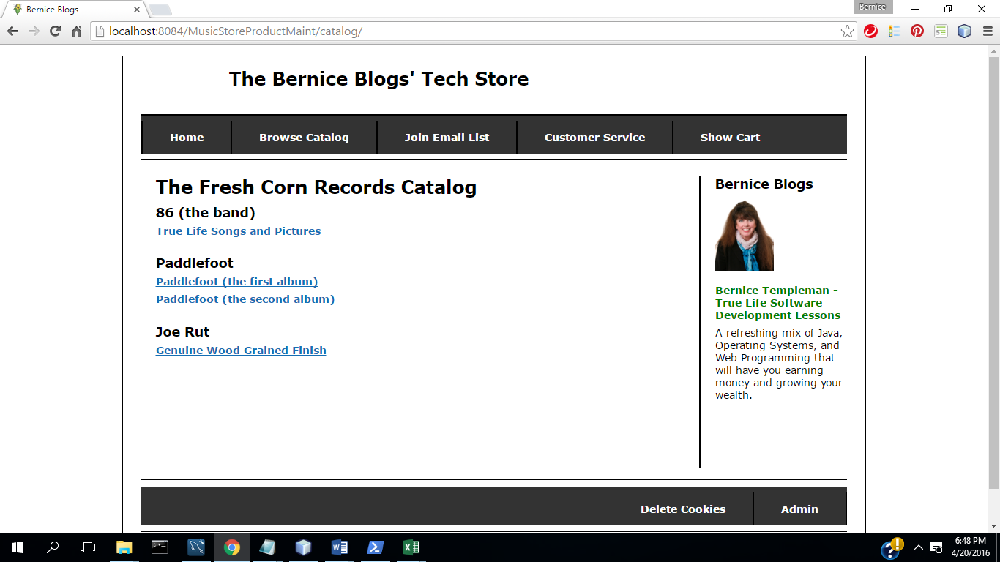 Bernice Blogs
Bernice
localhost:8084/MusicStoreProductMaint/catalog/
The Bernice Blogs' Tech Store
Home
Browse Catalog
Join Email List
Customer Service
Show Cart
The Fresh Corn Records Catalog
86 (the band)
True Life Songs and Pictures
Paddlefoot
Paddlefoot (the first album)
Paddlefoot (the second album)
Joe Rut
Genuine Wood Grained Finish
Bernice Blogs
Bernice Templeman -
True Life Software
Development Lessons
A refreshing mix of Java,
Operating Systems, and
Web Programming that
will have you earning
money and growing your
wealth.
Delete Cookies
Admin
6:48 PM
4/20/2016